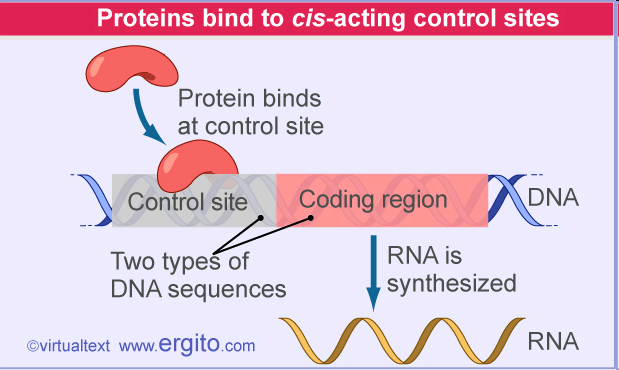 Proteins bind to cis-acting control sites
Protein binds
at control site
Control site
Coding region
DNA
Two types of
DNA sequences
RNA is
synthesized
RNA
©virtualtext www.ergito.com